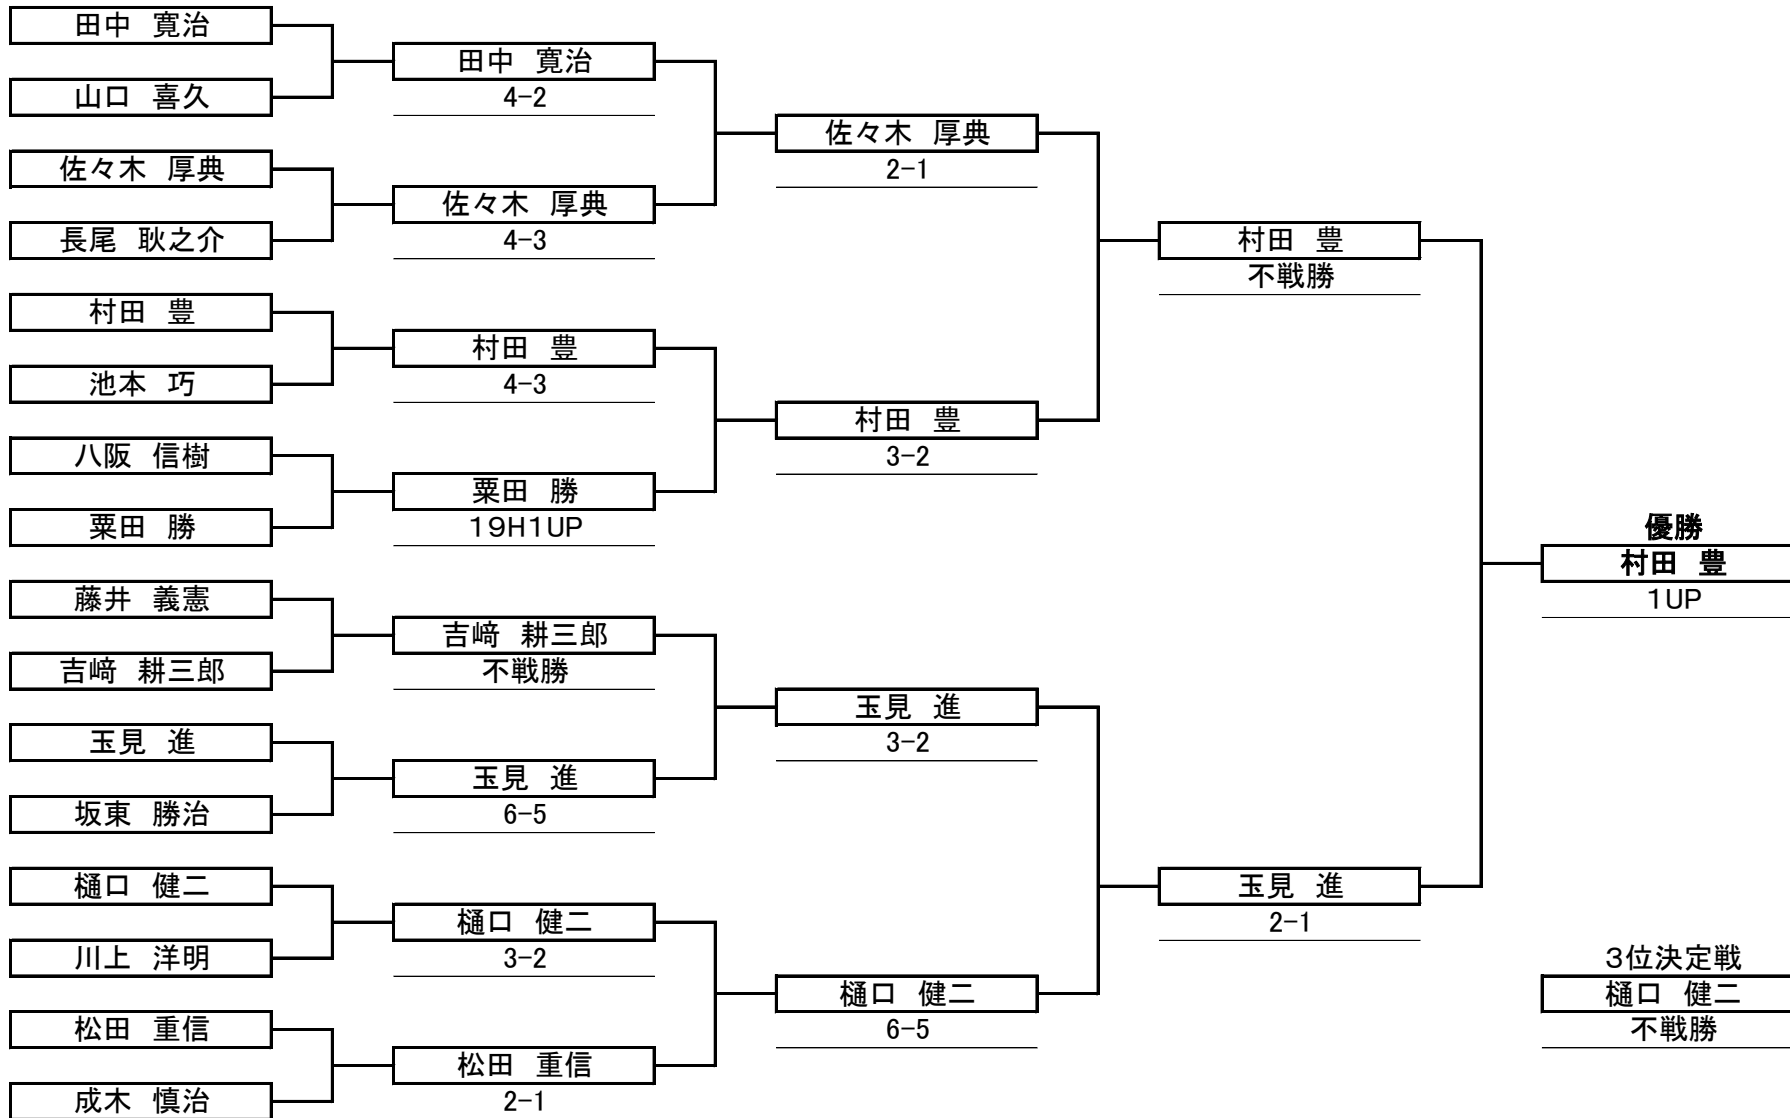 田中　寛治
山口　喜久
佐々木　厚典
長尾　耿之介
村田　豊
池本　巧
八阪　信樹
粟田　勝
藤井　義憲
吉﨑　耕三郎
玉見　進
坂東　勝治
樋口　健二
川上　洋明
松田　重信
成木　慎治
田中　寛治
4-2
佐々木　厚典
4-3
村田　豊
4-3
粟田　勝
１９H１UP
吉﨑　耕三郎
不戦勝
玉見　進
6-5
樋口　健二
3-2
松田　重信
2-1
佐々木　厚典
2-1
村田　豊
3-2
玉見　進
3-2
樋口　健二
6-5
村田　豊
不戦勝
玉見　進
2-1
優勝
村田　豊
１UP
３位決定戦
樋口　健二
不戦勝